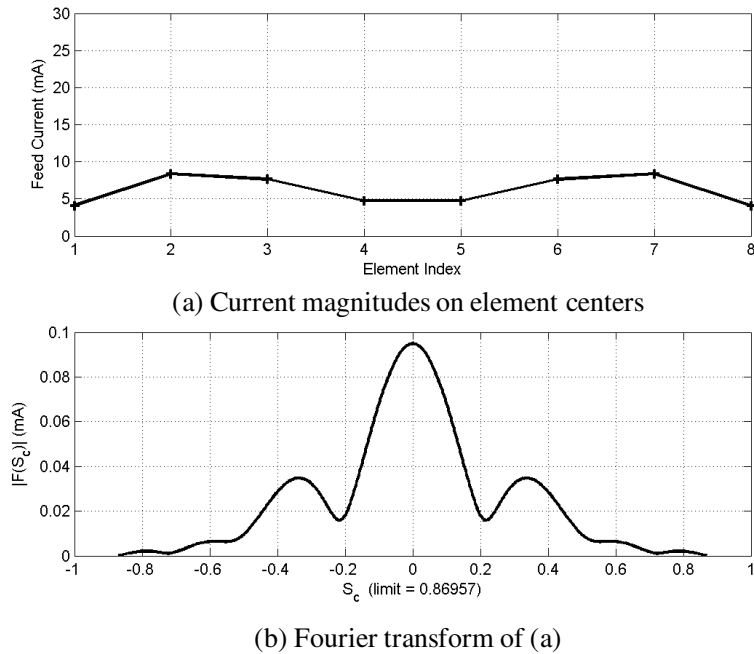 30
25
20
15
10
5
0
Feed Current (mA)
1 2 3 4 5 6 7 8
Element Index
(a) Current magnitudes on element centers
0.1
0.08
0.06
0.04
0.02
0
|F(S_c)| (mA)
-1 -0.8 -0.6 -0.4 -0.2 0 0.2 0.4 0.6 0.8 1
S_c (limit = 0.86957)
(b) Fourier transform of (a)